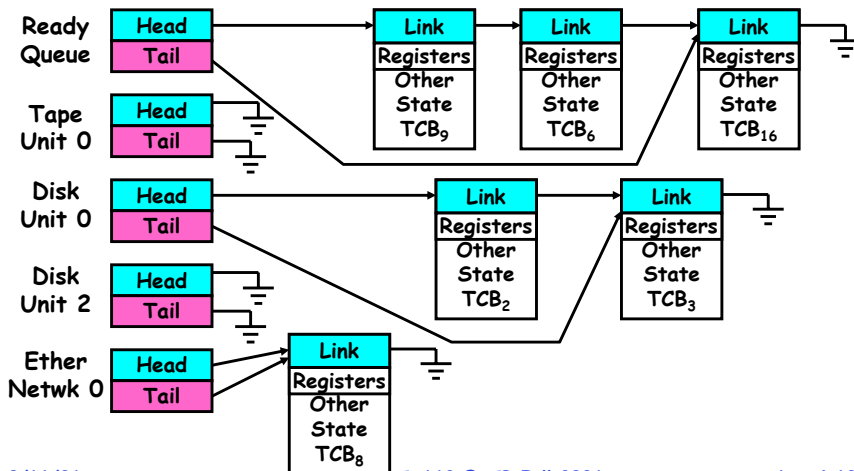 Ready Queue
Head
Tail
Link
Registers
Other
State
TCB9
Link
Registers
Other
State
TCB6
Link
Registers
Other
State
TCB16
Tape Unit 0
Head
Tail
Disk Unit 0
Head
Tail
Link
Registers
Other
State
TCB2
Link
Registers
Other
State
TCB3
Disk Unit 2
Head
Tail
Ether Netwk 0
Head
Tail
Link
Registers
Other
State
TCB8